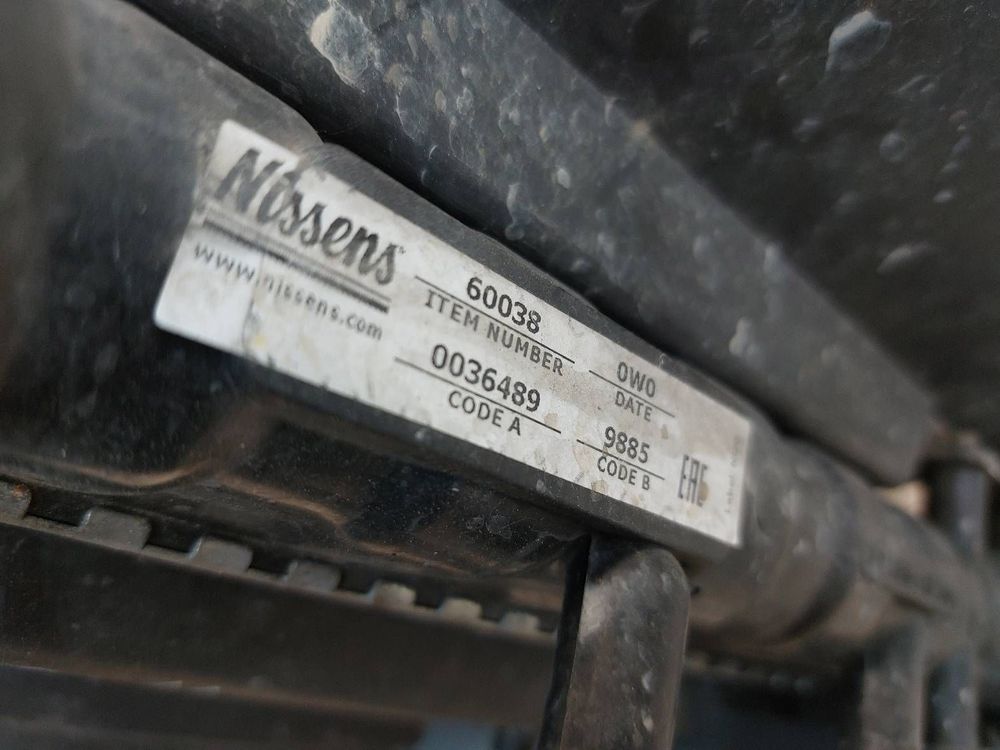 Nissens
www.nissens.com
60038
ITEM NUMBER
0W0
DATE
0036489
CODE A
9885
CODE B
EAC